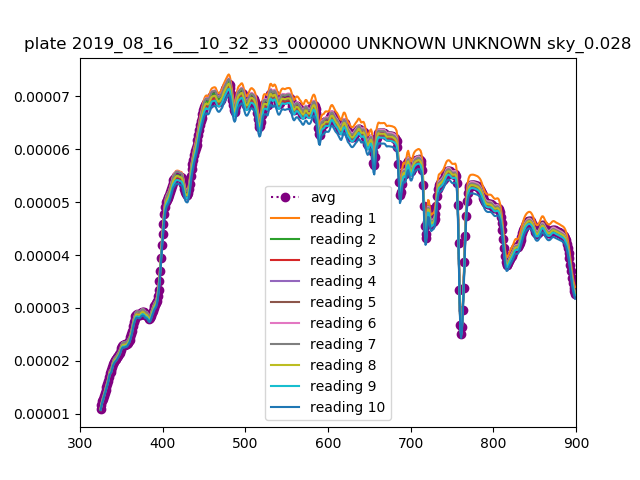 plate 2019_08_16___10_32_33_000000 UNKNOWN UNKNOWN sky_0.028
0.00007
0.00006
0.00005
0.00004
0.00003
0.00002
0.00001
avg
reading 1
reading 2
reading 3
reading 4
reading 5
reading 6
reading 7
reading 8
reading 9
reading 10
300 400 500 600 700 800 900